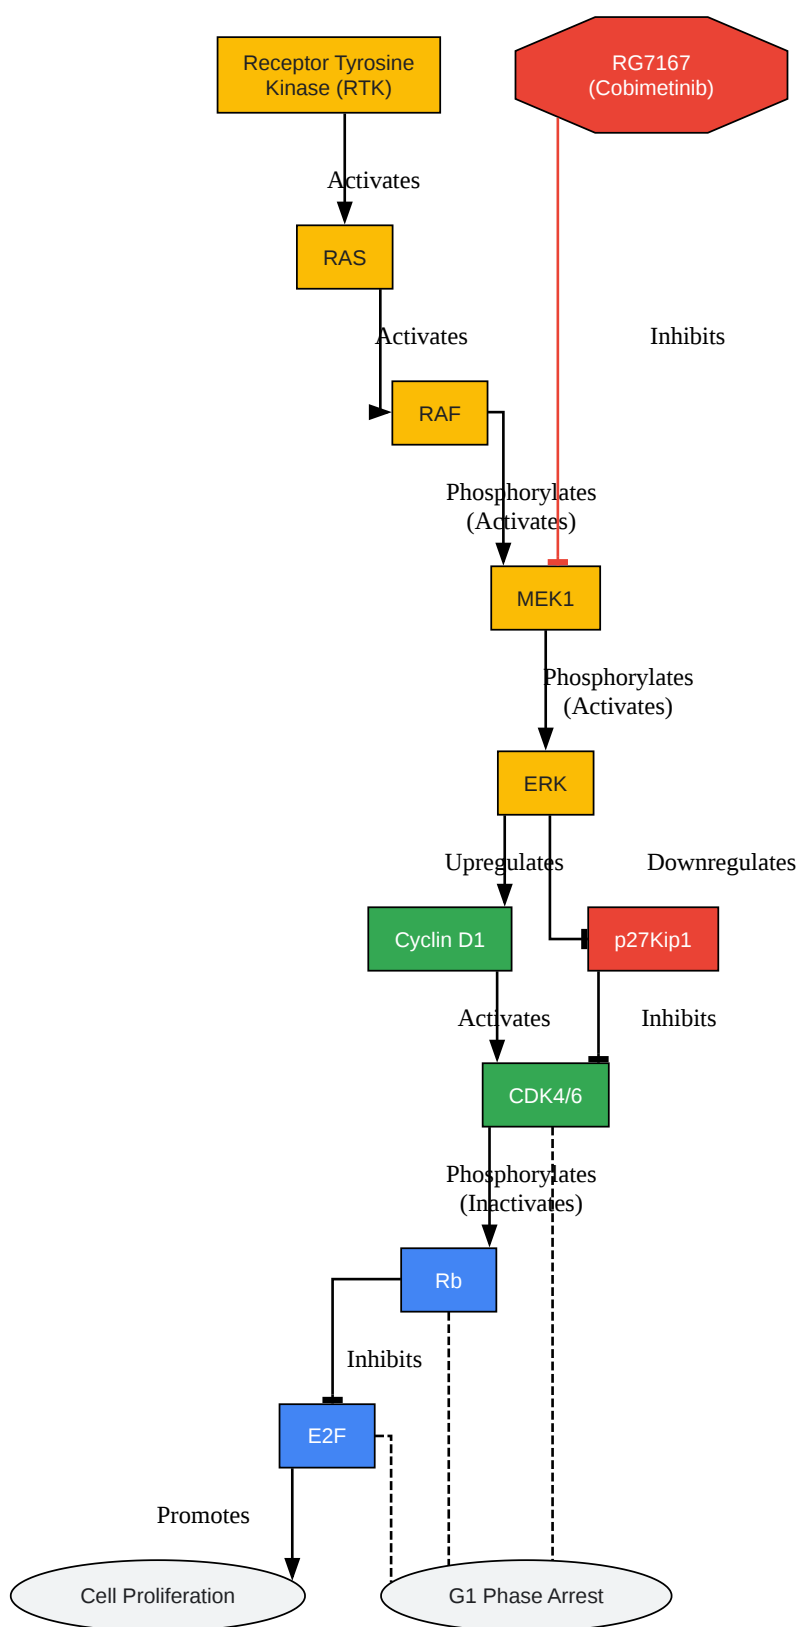 Receptor Tyrosine
Kinase (RTK)
RG7167
(Cobimetinib)
Activates
RAS
Activates
Inhibits
RAF
Phosphorylates
(Activates)
MEK1
Phosphorylates
(Activates)
ERK
Upregulates
Downregulates
Cyclin D1
p27Kip1
Activates
Inhibits
CDK4/6
Phosphorylates
(Inactivates)
Rb
Inhibits
E2F
Promotes
Cell Proliferation
G1 Phase Arrest